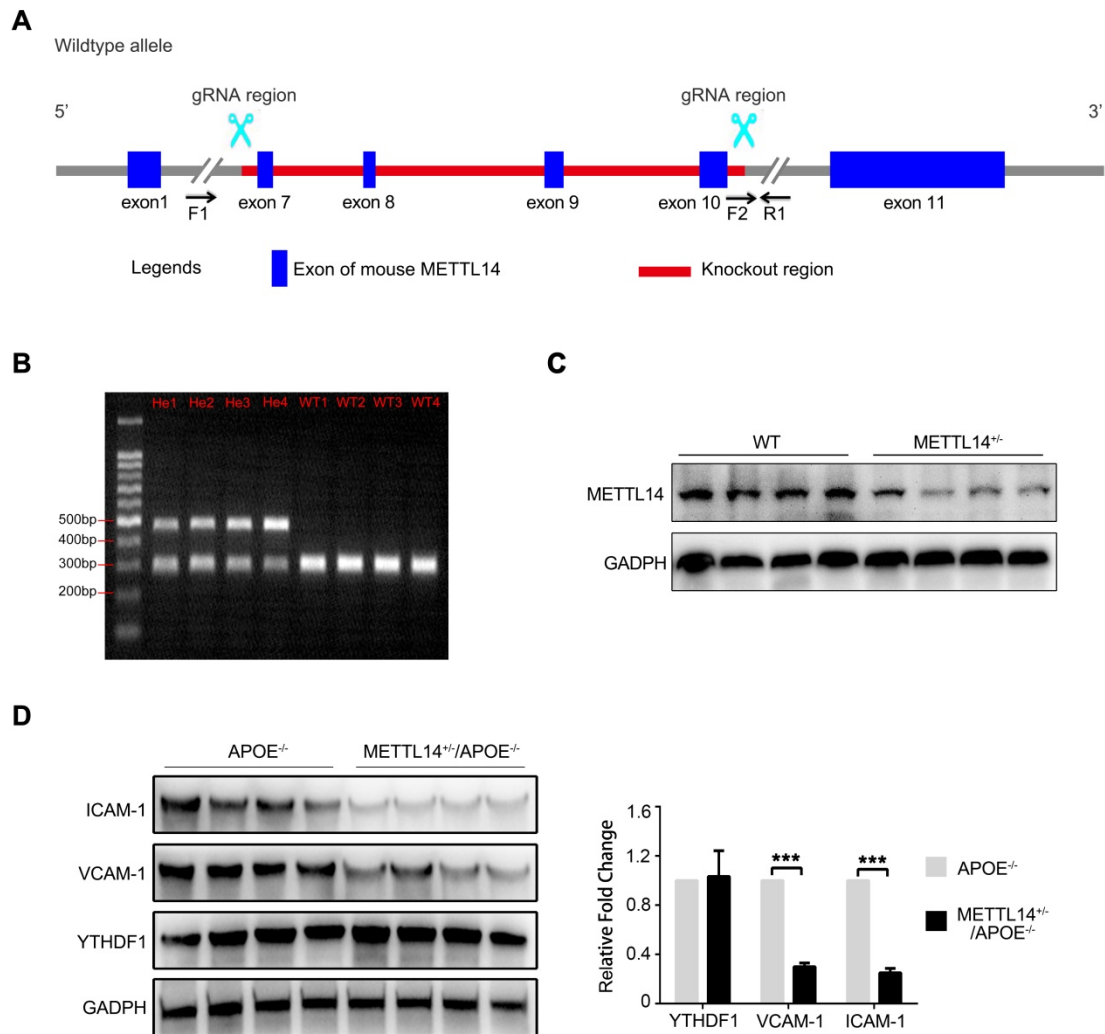 A
Wildtype allele
gRNA region
gRNA region
5’
3’
exon1
F1
exon 7
exon 8
exon 9
exon 10
F2
R1
exon 11
Legends
Exon of mouse METTL14
Knockout region
B
He1 He2 He3 He4 WT1 WT2 WT3 WT4
500bp
400bp
300bp
200bp
C
WT
METTL14+/-
METTL14
GADPH
D
APOE-/-
METTL14+/-/APOE-/-
ICAM-1
VCAM-1
YTHDF1
GADPH
Relative Fold Change
1.6
1.2
0.8
0.4
0
***
***
YTHDF1 VCAM-1 ICAM-1
APOE-/-
METTL14+/-
/APOE-/-